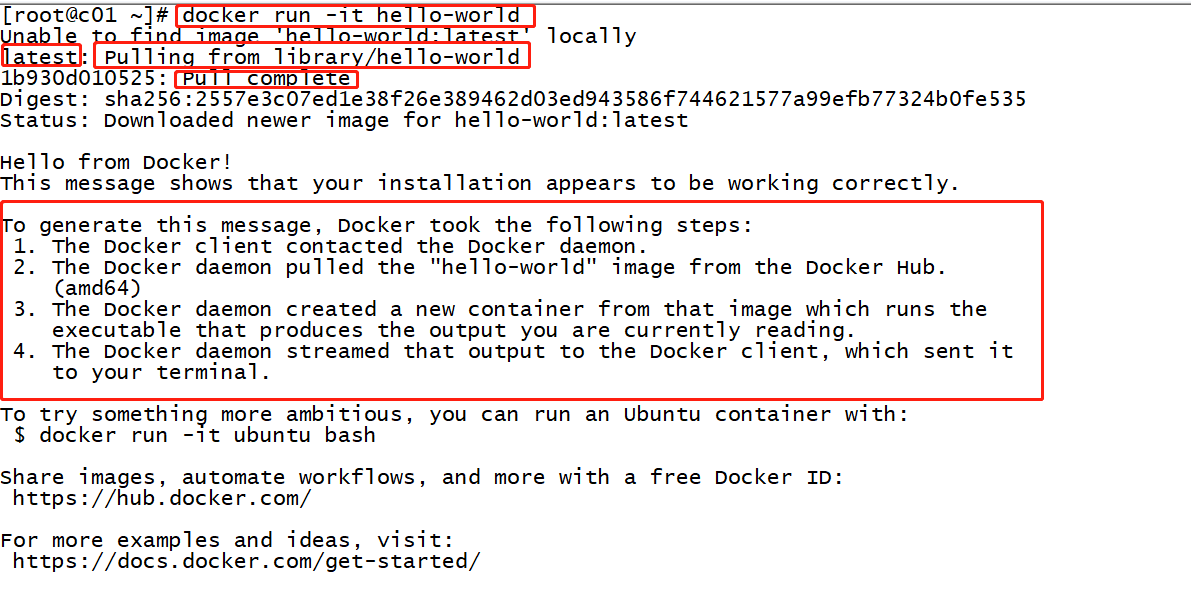 [root@c01 ~]# docker run -it hello-world
Unable to find image 'hello-world:latest' locally
latest: Pulling from library/hello-world
1b930d010525: Pull complete
Digest: sha256:2557e3c07ed1e38f26e389462d03ed943586f744621577a99efb77324b0fe535
Status: Downloaded newer image for hello-world:latest
Hello from Docker!
This message shows that your installation appears to be working correctly.
To generate this message, Docker took the following steps:
1. The Docker client contacted the Docker daemon.
2. The Docker daemon pulled the "hello-world" image from the Docker Hub.
(amd64)
3. The Docker daemon created a new container from that image which runs the
executable that produces the output you are currently reading.
4. The Docker daemon streamed that output to the Docker client, which sent it
to your terminal.
To try something more ambitious, you can run an Ubuntu container with:
$ docker run -it ubuntu bash
Share images, automate workflows, and more with a free Docker ID:
https://hub.docker.com/
For more examples and ideas, visit:
https://docs.docker.com/get-started/